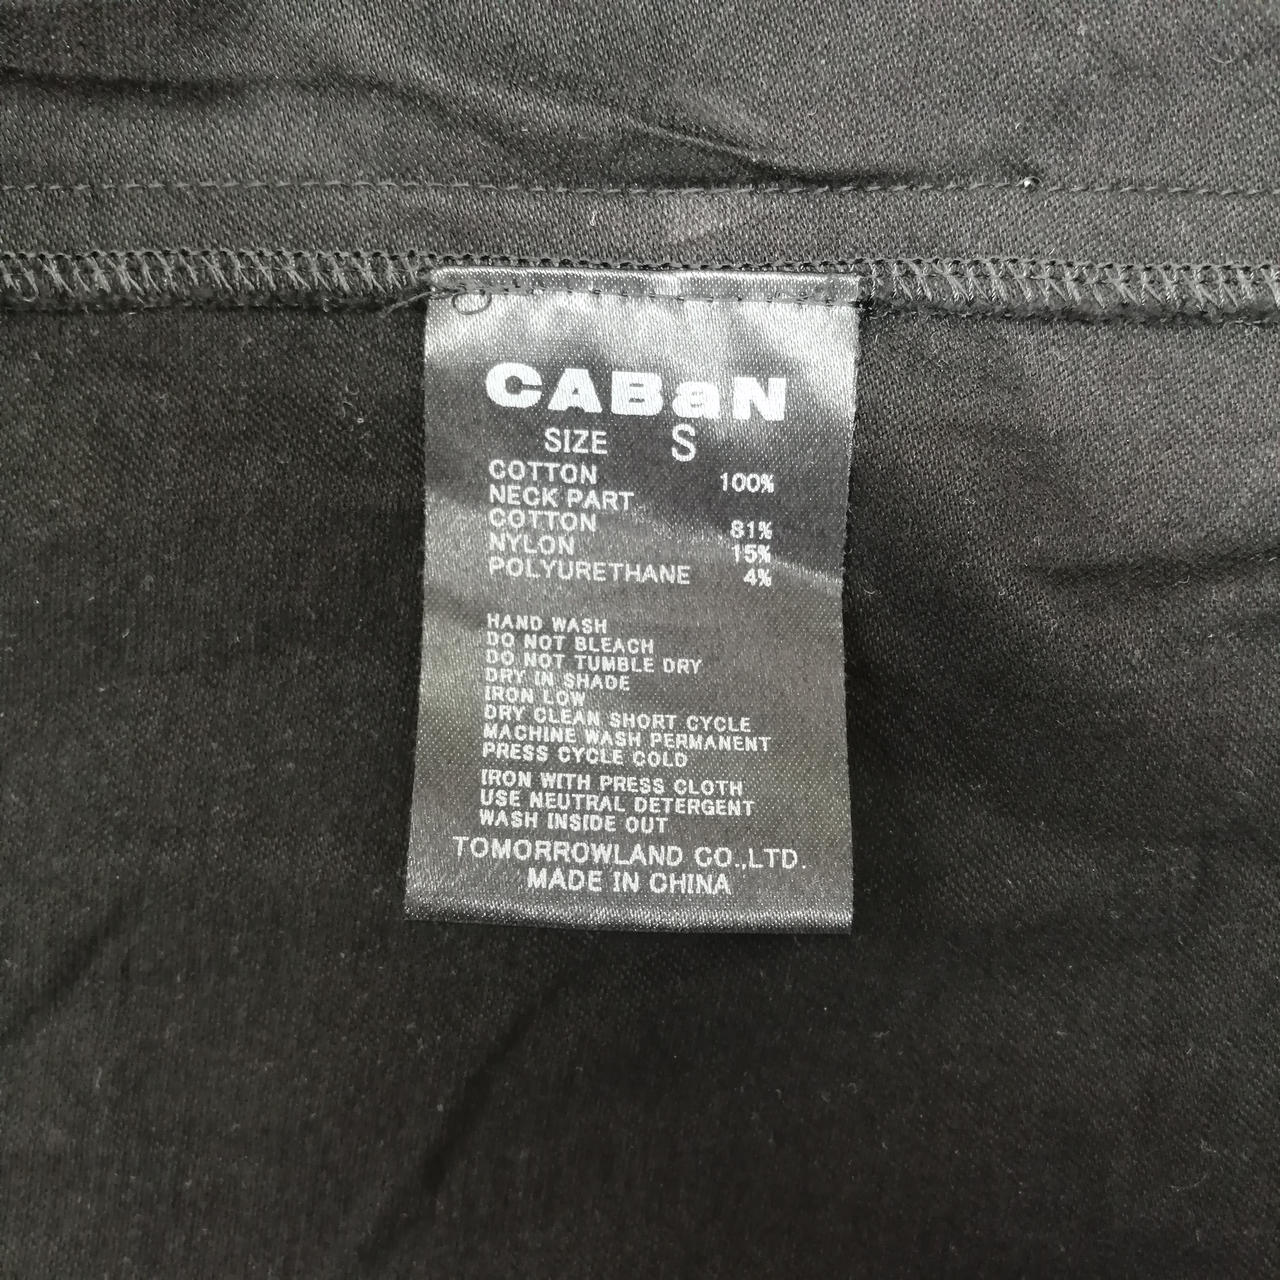 CABaN
SIZE S
COTTON 100%
NECK PART
COTTON 81%
NYLON 15%
POLYURETHANE 4%
HAND WASH
DO NOT BLEACH
DO NOT TUMBLE DRY
DRY IN SHADE
IRON LOW
DRY CLEAN SHORT CYCLE
MACHINE WASH PERMANENT
PRESS CYCLE COLD
IRON WITH PRESS CLOTH
USE NEUTRAL DETERGENT
WASH INSIDE OUT
TOMORROWLAND CO.,LTD.
MADE IN CHINA